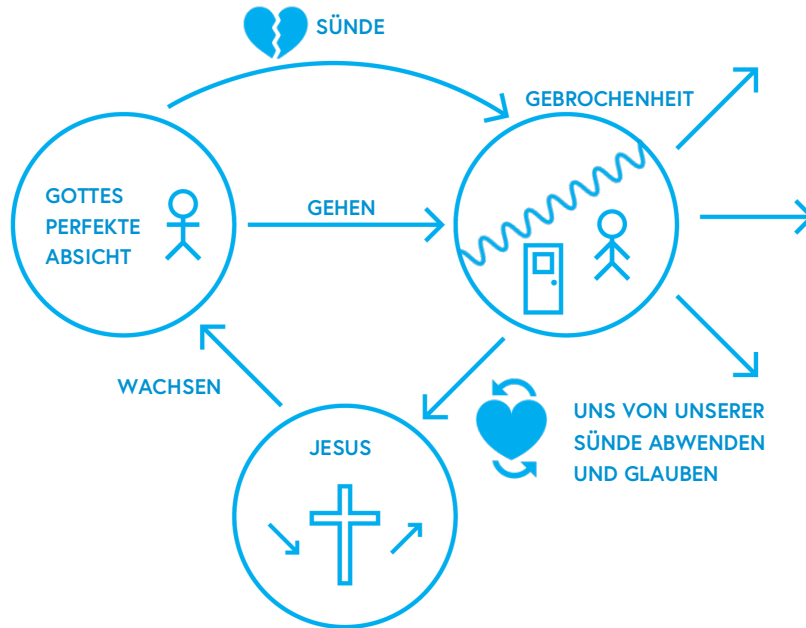 SÜNDE
GEBROCHENHEIT
GOTTES
PERFEKTE
ABSICHT
GEHEN
WACHSEN
JESUS
UNS VON UNSERER
SÜNDE ABWENDEN
UND GLAUBEN